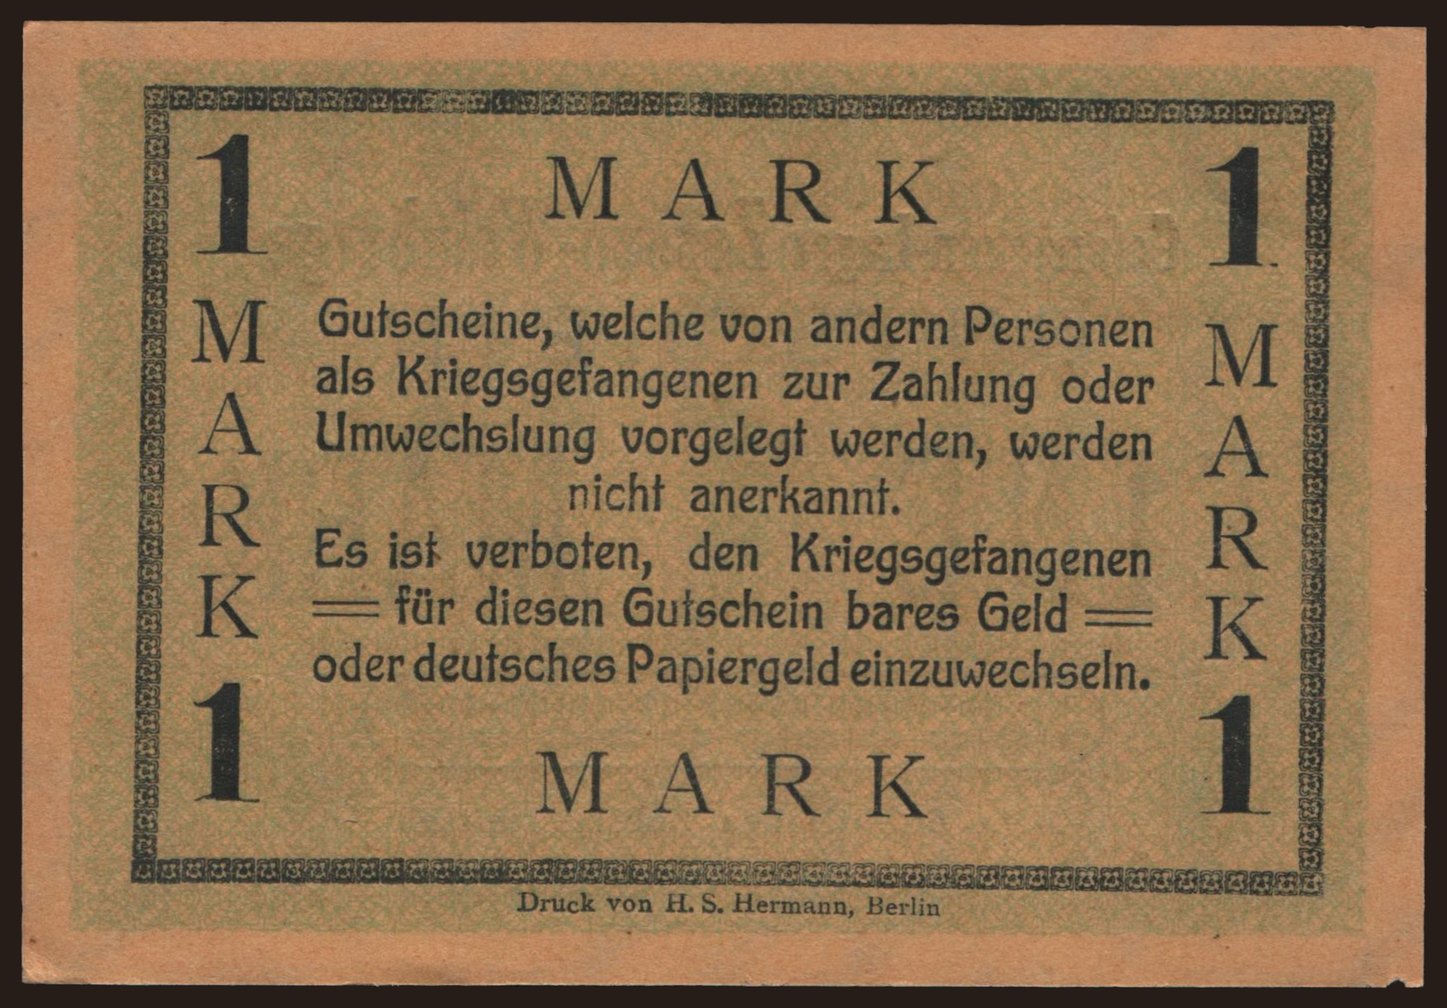 1 MARK 1
MARK
Gutscheine, welche von andern Personen
als Kriegsgefangenen zur Zahlung oder
Umwechslung vorgelegt werden, werden
nicht anerkannt.
Es ist verboten, den Kriegsgefangenen
für diesen Gutschein bares Geld
oder deutsches Papiergeld einzuwechseln.
MARK
1 MARK 1
Druck von H. S. Hermann, Berlin